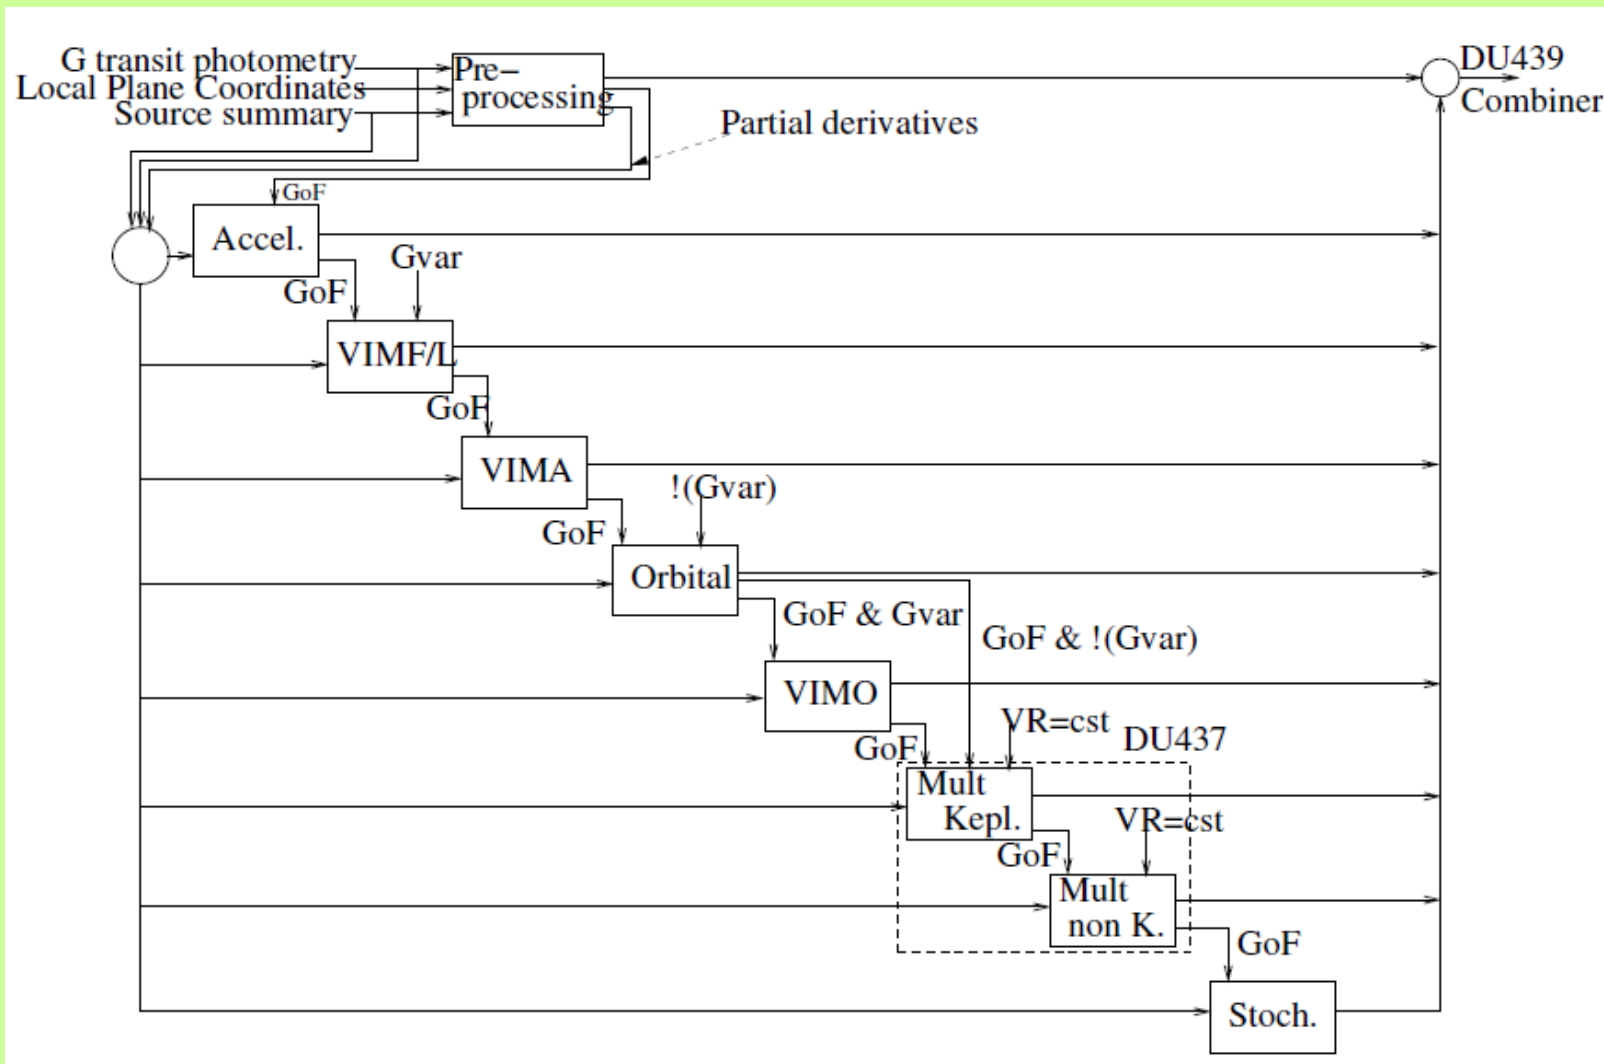 G transit photometry
Local Plane Coordinates
Source summary
Pre-
processing
DU439
Combiner
Partial derivatives
GoF
Accel.
GoF
Gvar
VIMF/L
GoF
VIMA
!(Gvar)
GoF
Orbital
GoF & Gvar
GoF & !(Gvar)
VIMO
VR=cst
DU437
GoF
Mult
Kepl.
VR=cst
GoF
Mult
non K.
GoF
Stoch.